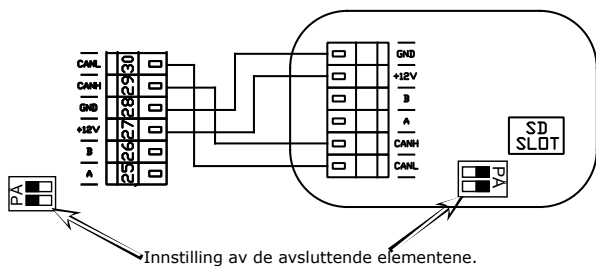 CANL
30
CANH
29
GND
28
+12V
27
B
26
A
25
GND
+12V
B
A
CANH
CANL
SD
SLOT
PA
PA
Innstilling av de avsluttende elementene.